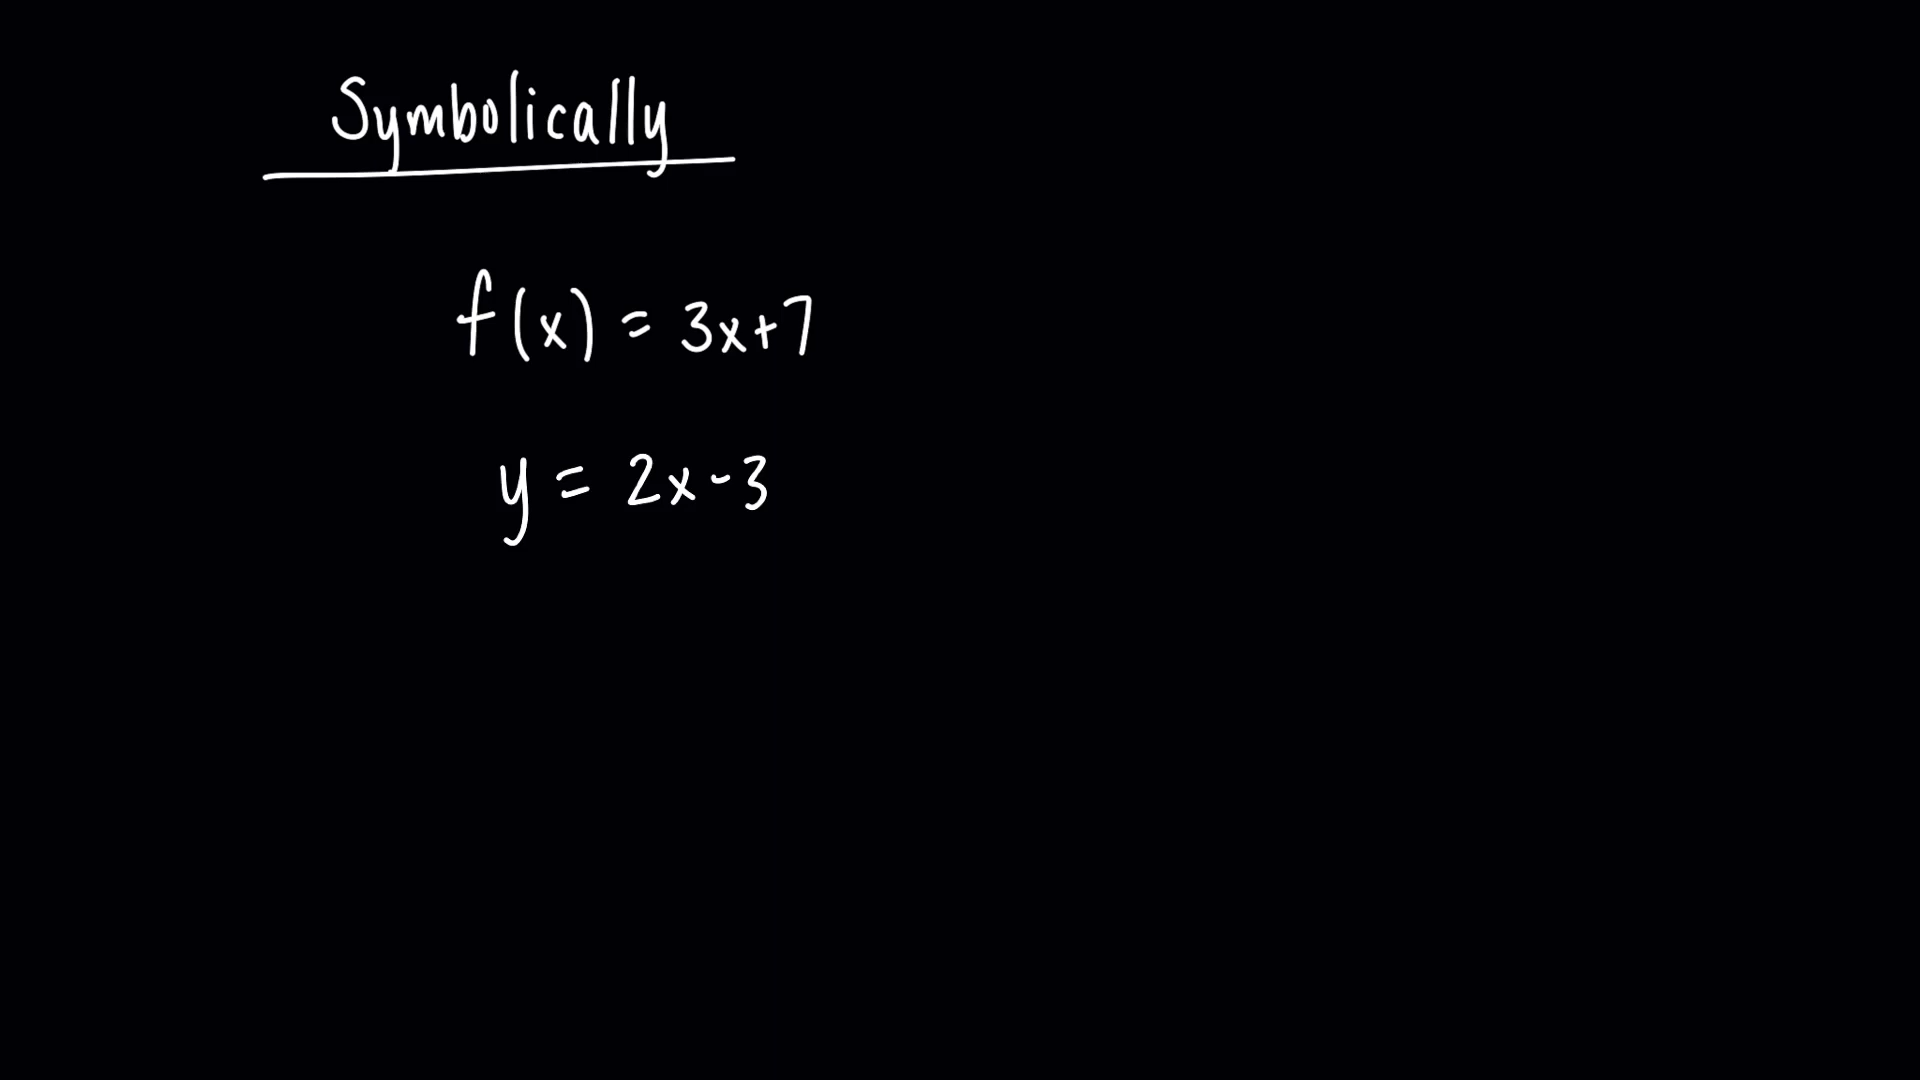 Symbolically
f(x) = 3x+7
y = 2x-3